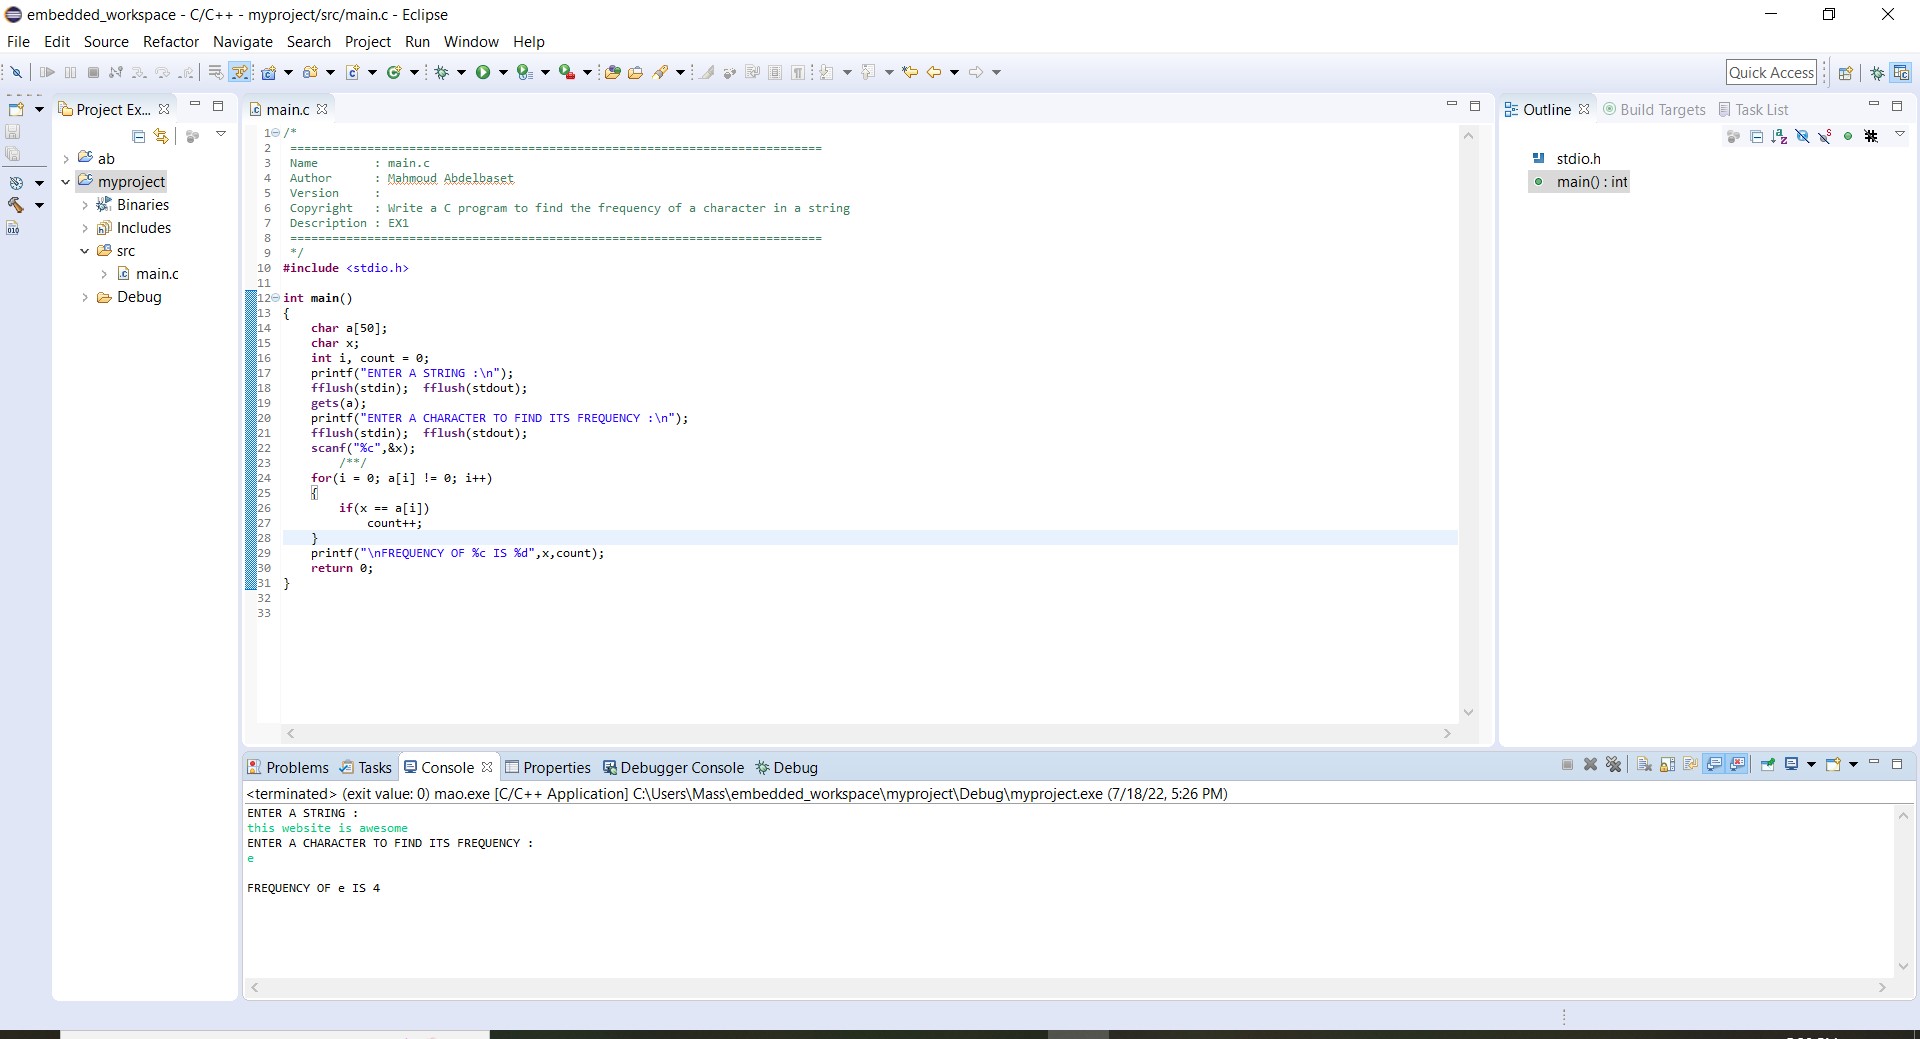 embedded_workspace - C/C++ - myproject/src/main.c - Eclipse
File Edit Source Refactor Navigate Search Project Run Window Help
Quick Access
Project Ex...
ab
myproject
Binaries
Includes
src
main.c
Debug
main.c
1 /*
2 ============================================================================
3 Name        : main.c
4 Author      : Mahmoud Abdelbaset
5 Version     :
6 Copyright   : Write a C program to find the frequency of a character in a string
7 Description : EX1
8 ============================================================================
9 */
10 #include <stdio.h>
11
12 int main()
13 {
14     char a[50];
15     char x;
16     int i, count = 0;
17     printf("ENTER A STRING :\n");
18     fflush(stdin);  fflush(stdout);
19     gets(a);
20     printf("ENTER A CHARACTER TO FIND ITS FREQUENCY :\n");
21     fflush(stdin);  fflush(stdout);
22     scanf("%c",&x);
23         /**/
24     for(i = 0; a[i] != 0; i++)
25     {
26         if(x == a[i])
27             count++;
28     }
29     printf("\nFREQUENCY OF %c IS %d",x,count);
30     return 0;
31 }
32
33
Outline Build Targets Task List
stdio.h
main() : int
Problems Tasks Console Properties Debugger Console Debug
<terminated> (exit value: 0) mao.exe [C/C++ Application] C:\Users\Mass\embedded_workspace\myproject\Debug\myproject.exe (7/18/22, 5:26 PM)
ENTER A STRING :
this website is awesome
ENTER A CHARACTER TO FIND ITS FREQUENCY :
e
FREQUENCY OF e IS 4